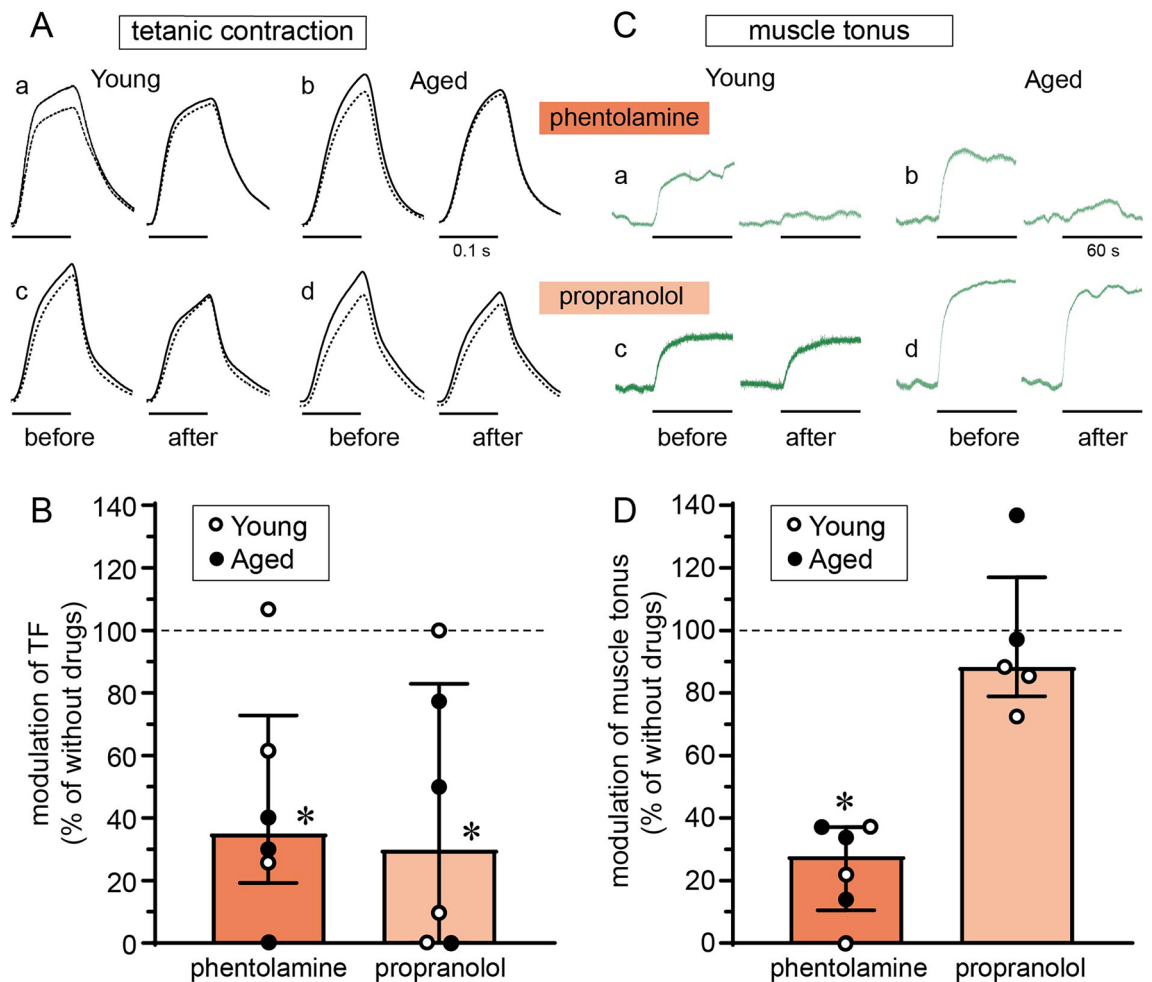 A
tetanic contraction
C
muscle tonus
a
Young
b
Aged
Young
Aged
phentolamine
a
b
0.1 s
60 s
c
d
propranolol
c
d
before
after
before
after
before
after
before
after
B
modulation of TF
(% of without drugs)
140
120
100
80
60
40
20
0
Young
Aged
*
*
phentolamine
propranolol
D
modulation of muscle tonus
(% of without drugs)
140
120
100
80
60
40
20
0
Young
Aged
*
phentolamine
propranolol